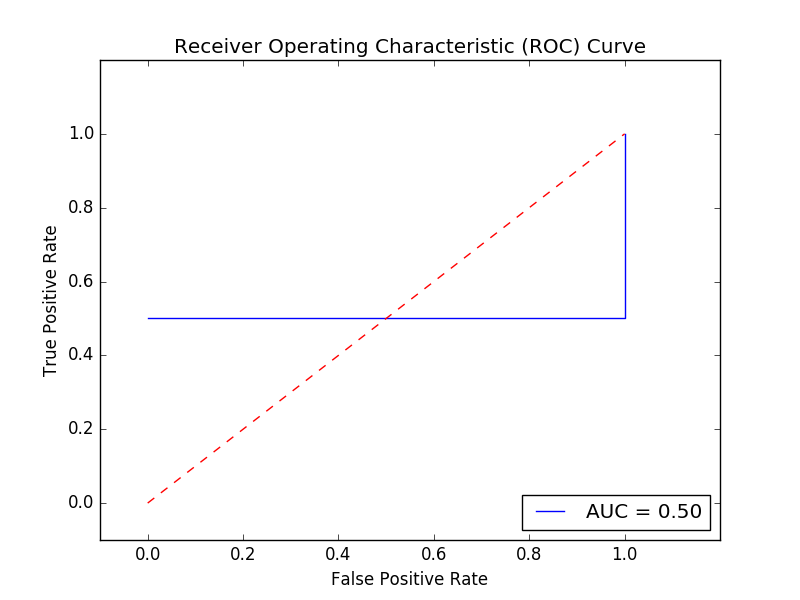 Receiver Operating Characteristic (ROC) Curve
True Positive Rate
1.0
0.8
0.6
0.4
0.2
0.0
AUC = 0.50
0.0 0.2 0.4 0.6 0.8 1.0
False Positive Rate